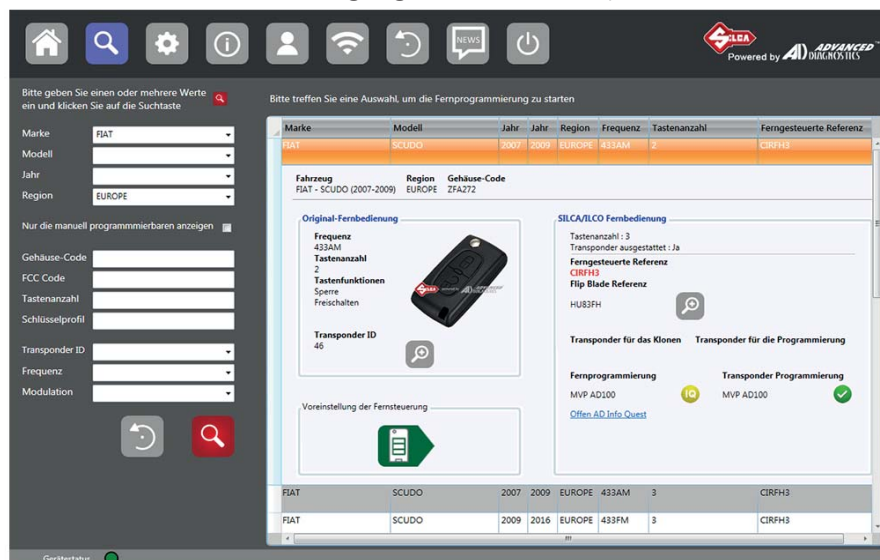 NEWS
SILCA
Powered by AD ADVANCED DIAGNOSTICS
Bitte geben Sie einen oder mehrere Werte
ein und klicken Sie auf die Suchtaste
Marke FIAT
Modell
Jahr
Region EUROPE
Nur die manuell programmmierbaren anzeigen
Gehäuse-Code
FCC Code
Tastenanzahl
Schlüsselprofil
Transponder ID
Frequenz
Modulation
Bitte treffen Sie eine Auswahl, um die Fernprogrammierung zu starten
Marke Modell Jahr Jahr Region Frequenz Tastenanzahl Ferngesteuerte Referenz
FIAT SCUDO 2007 2009 EUROPE 433AM 2 CIRFH3
Fahrzeug Region Gehäuse-Code
FIAT - SCUDO (2007-2009) EUROPE ZFA272
Original-Fernbedienung
Frequenz
433AM
Tastenanzahl
2
Tastenfunktionen
Sperre
Freischalten
Transponder ID
46
SILCA/ILCO Fernbedienung
Tastenanzahl : 3
Transponder ausgestattet : Ja
Ferngesteuerte Referenz
CIRFH3
Flip Blade Referenz
HU83FH
Transponder für das Klonen Transponder für die Programmierung
Fernprogrammierung Transponder Programmierung
MVP AD100 IQ MVP AD100
Offen AD Info Quest
Voreinstellung der Fernsteuerung
FIAT SCUDO 2007 2009 EUROPE 433AM 3 CIRFH3
FIAT SCUDO 2009 2016 EUROPE 433FM 3 CIRFH3
Gerätestatus